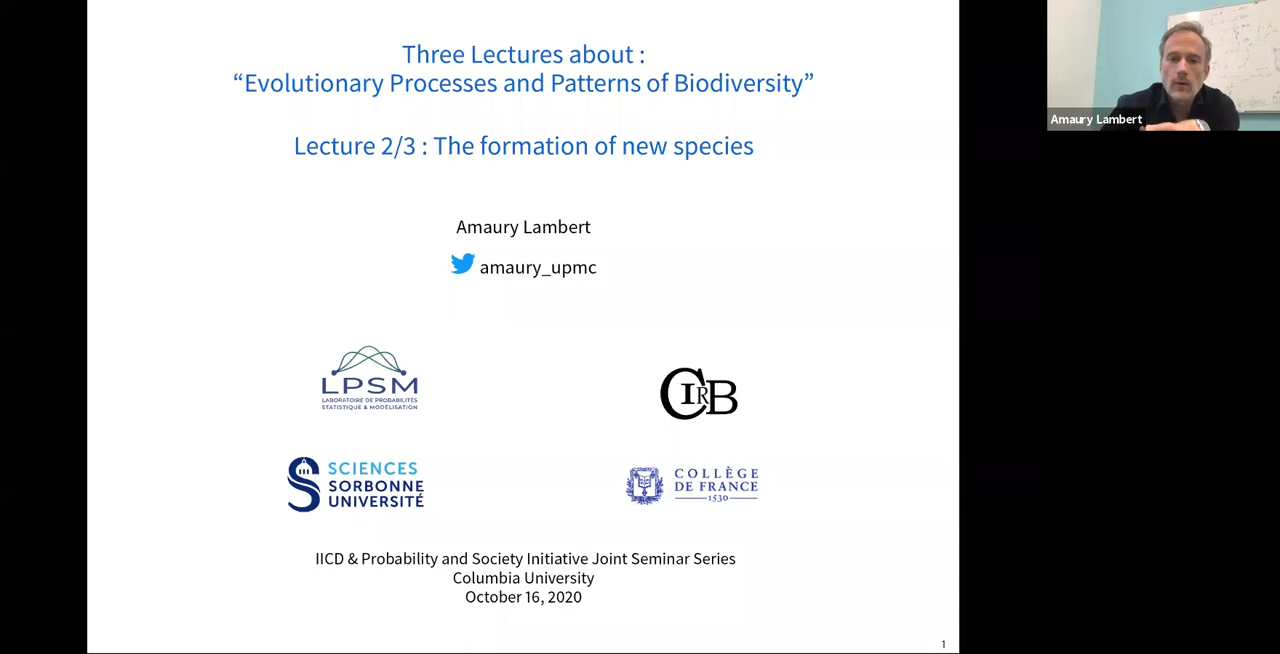 Three Lectures about :
“Evolutionary Processes and Patterns of Biodiversity”
Lecture 2/3 : The formation of new species
Amaury Lambert
amaury_upmc
LPSM
LABORATOIRE DE PROBABILITÉS
STATISTIQUE & MODÉLISATION
CIRB
SCIENCES
SORBONNE
UNIVERSITÉ
COLLÈGE
DE FRANCE
1530
IICD & Probability and Society Initiative Joint Seminar Series
Columbia University
October 16, 2020
1
Amaury Lambert